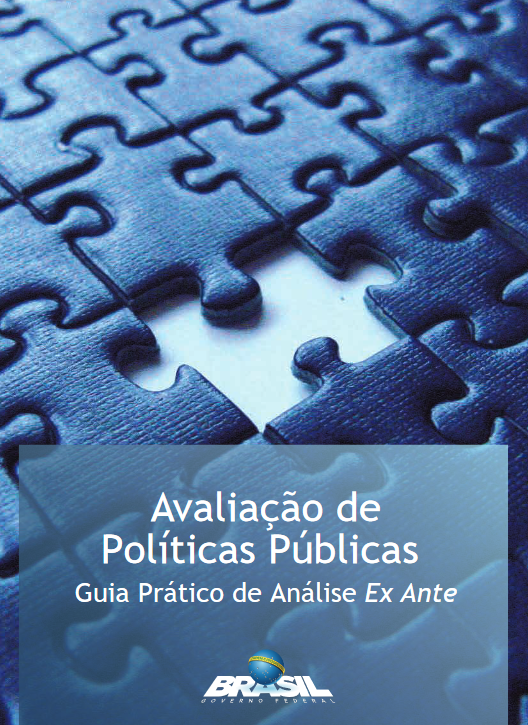 Avaliação de
Políticas Públicas
Guia Prático de Análise Ex Ante
BRASIL
GOVERNO FEDERAL